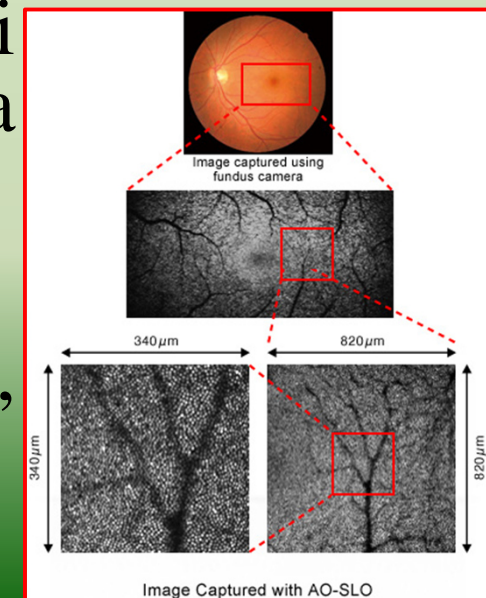 i
a
Image captured using
fundus camera
340μm
820μm
340μm
820μm
,
Image Captured with AO-SLO